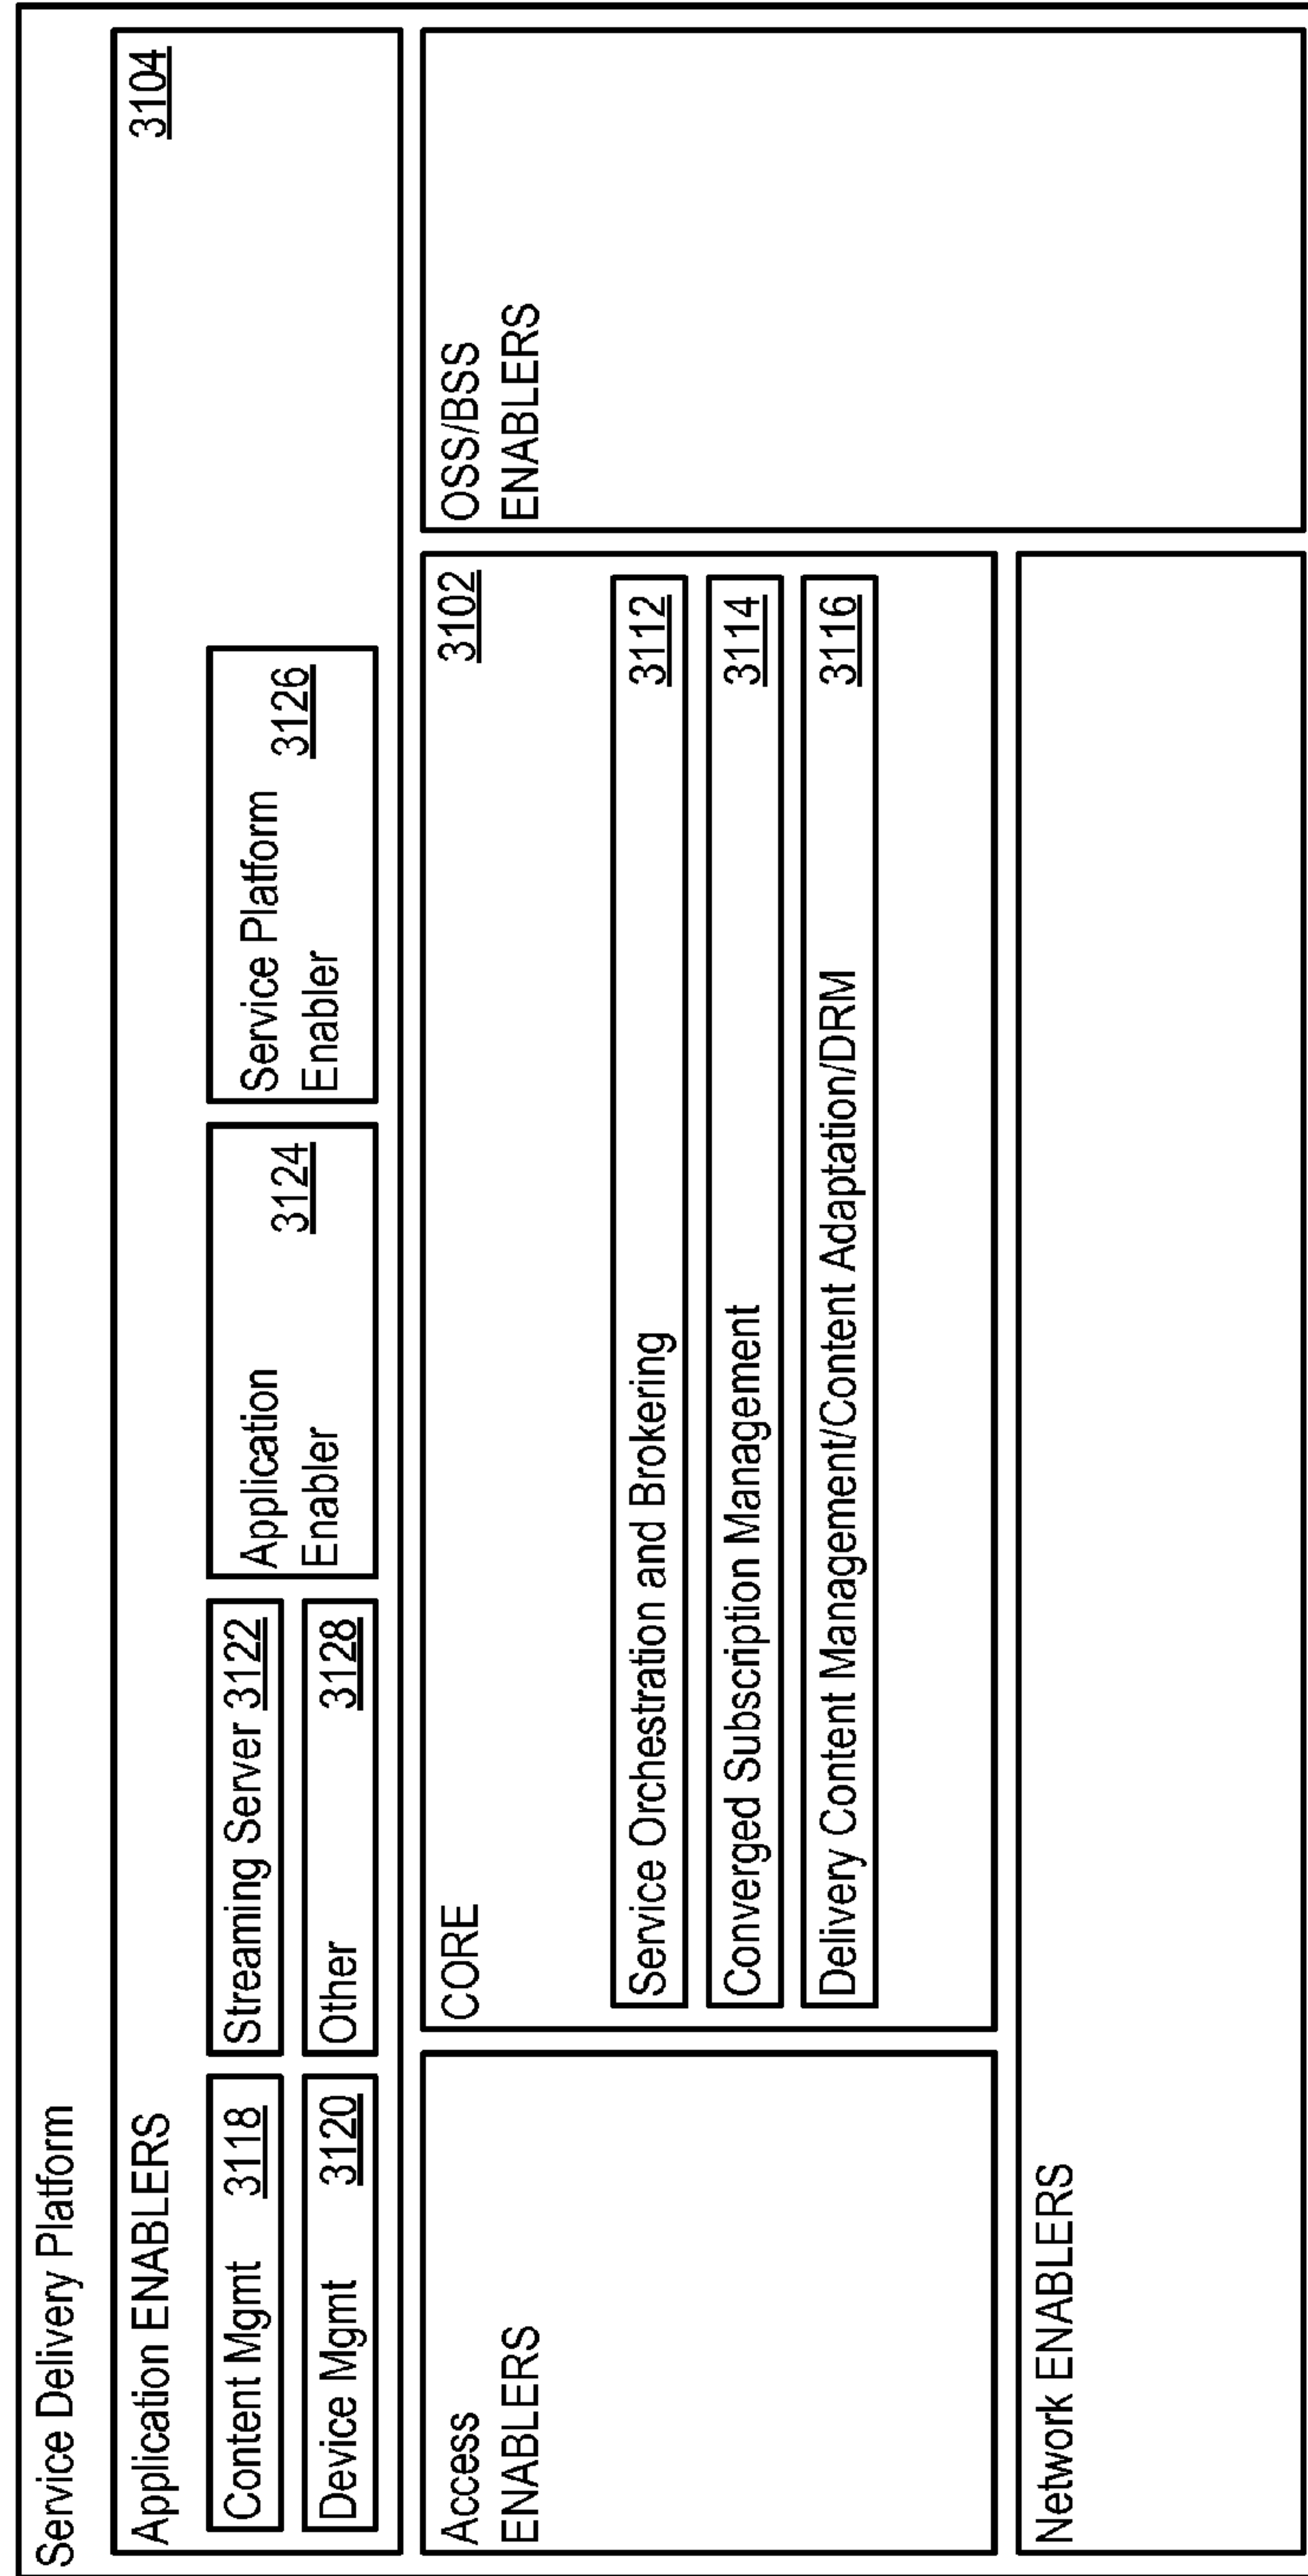 Service Delivery Platform
Application ENABLERS
3104
Content Mgmt 3118
Streaming Server 3122
Application
Enabler
3124
Service Platform
Enabler
3126
Device Mgmt 3120
Other 3128
Access
ENABLERS
CORE
3102
Service Orchestration and Brokering 3112
Converged Subscription Management 3114
Delivery Content Management/Content Adaptation/DRM 3116
OSS/BSS
ENABLERS
Network ENABLERS